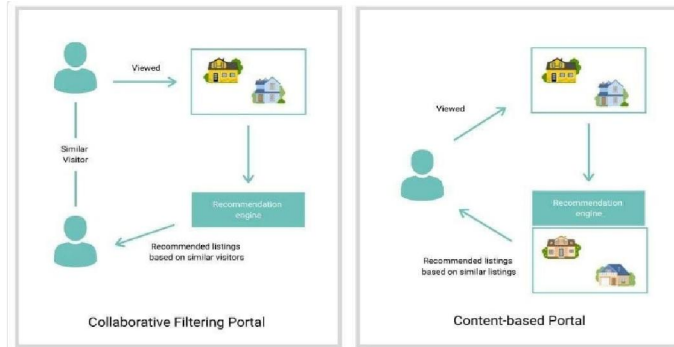 Viewed
Similar
Visitor
Recommendation
engine
Recommended listings
based on similar visitors
Collaborative Filtering Portal
Viewed
Recommendation
engine
Recommended listings
based on similar listings
Content-based Portal